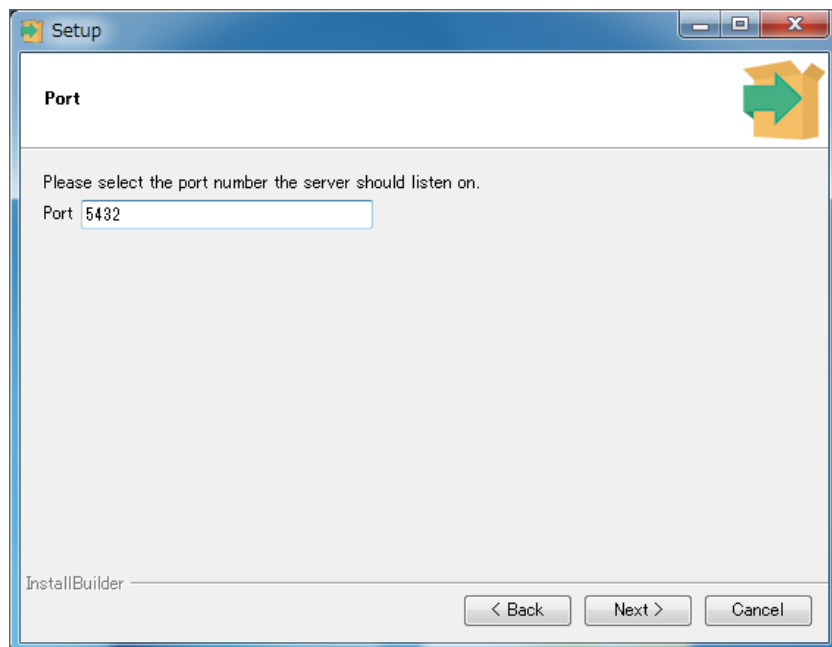 Setup
Port
Please select the port number the server should listen on.
Port 5432
InstallBuilder
< Back Next > Cancel